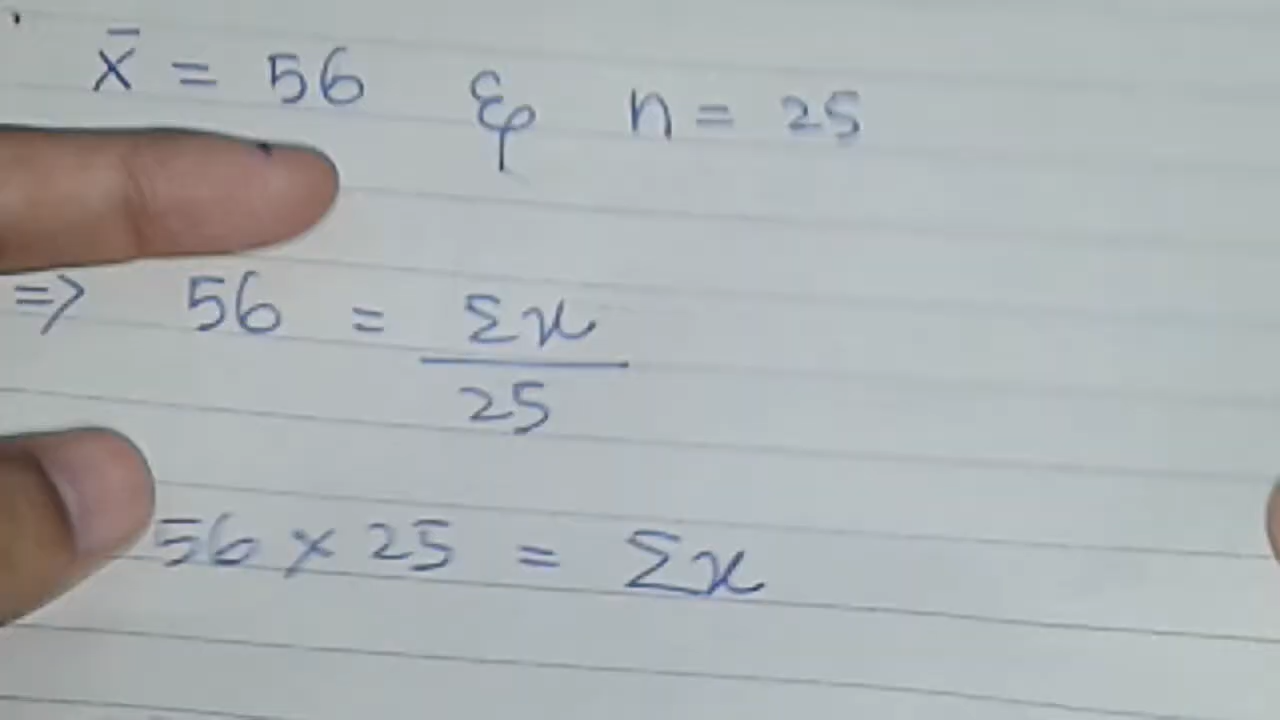 x̄ = 56 & n = 25
⇒ 56 = Σx
25
56 × 25 = Σx